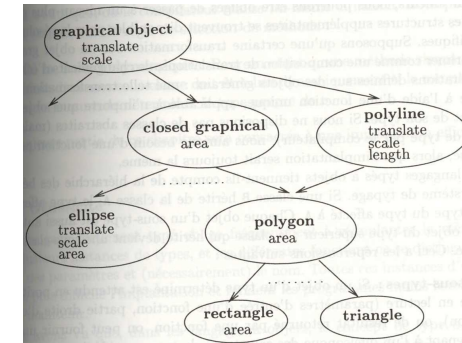 graphical object
translate
scale
closed graphical
area
polyline
translate
scale
length
ellipse
translate
scale
area
polygon
area
rectangle
area
triangle